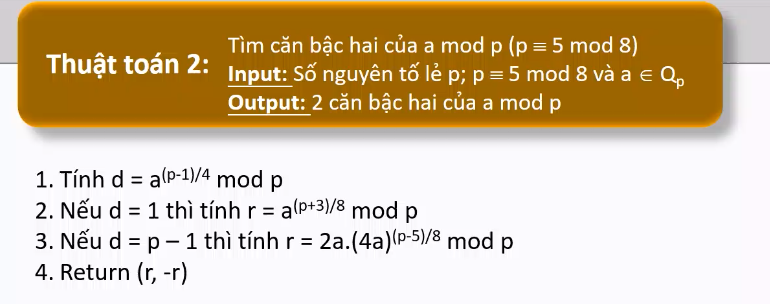 Thuật toán 2:
Tìm căn bậc hai của a mod p (p ≡ 5 mod 8)
Input: Số nguyên tố lẻ p; p ≡ 5 mod 8 và a ∈ Qₚ
Output: 2 căn bậc hai của a mod p
1. Tính d = a^(p-1)/4 mod p
2. Nếu d = 1 thì tính r = a^(p+3)/8 mod p
3. Nếu d = p – 1 thì tính r = 2a.(4a)^(p-5)/8 mod p
4. Return (r, -r)